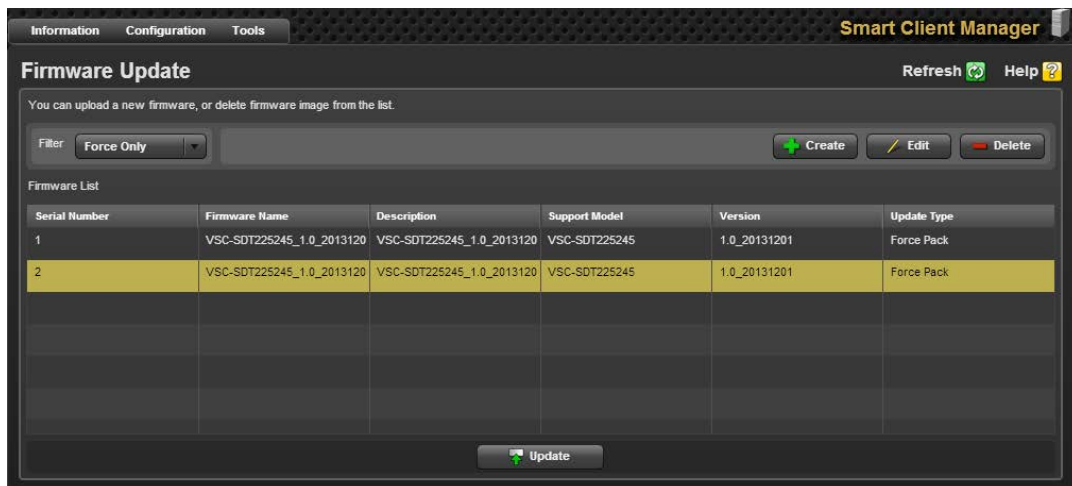 Information Configuration Tools Smart Client Manager
Firmware Update Refresh Help ?
You can upload a new firmware, or delete firmware image from the list.
Filter Force Only Create Edit Delete
Firmware List
Serial Number Firmware Name Description Support Model Version Update Type
1 VSC-SDT225245_1.0_2013120 VSC-SDT225245_1.0_2013120 VSC-SDT225245 1.0_20131201 Force Pack
2 VSC-SDT225245_1.0_2013120 VSC-SDT225245_1.0_2013120 VSC-SDT225245 1.0_20131201 Force Pack
Update